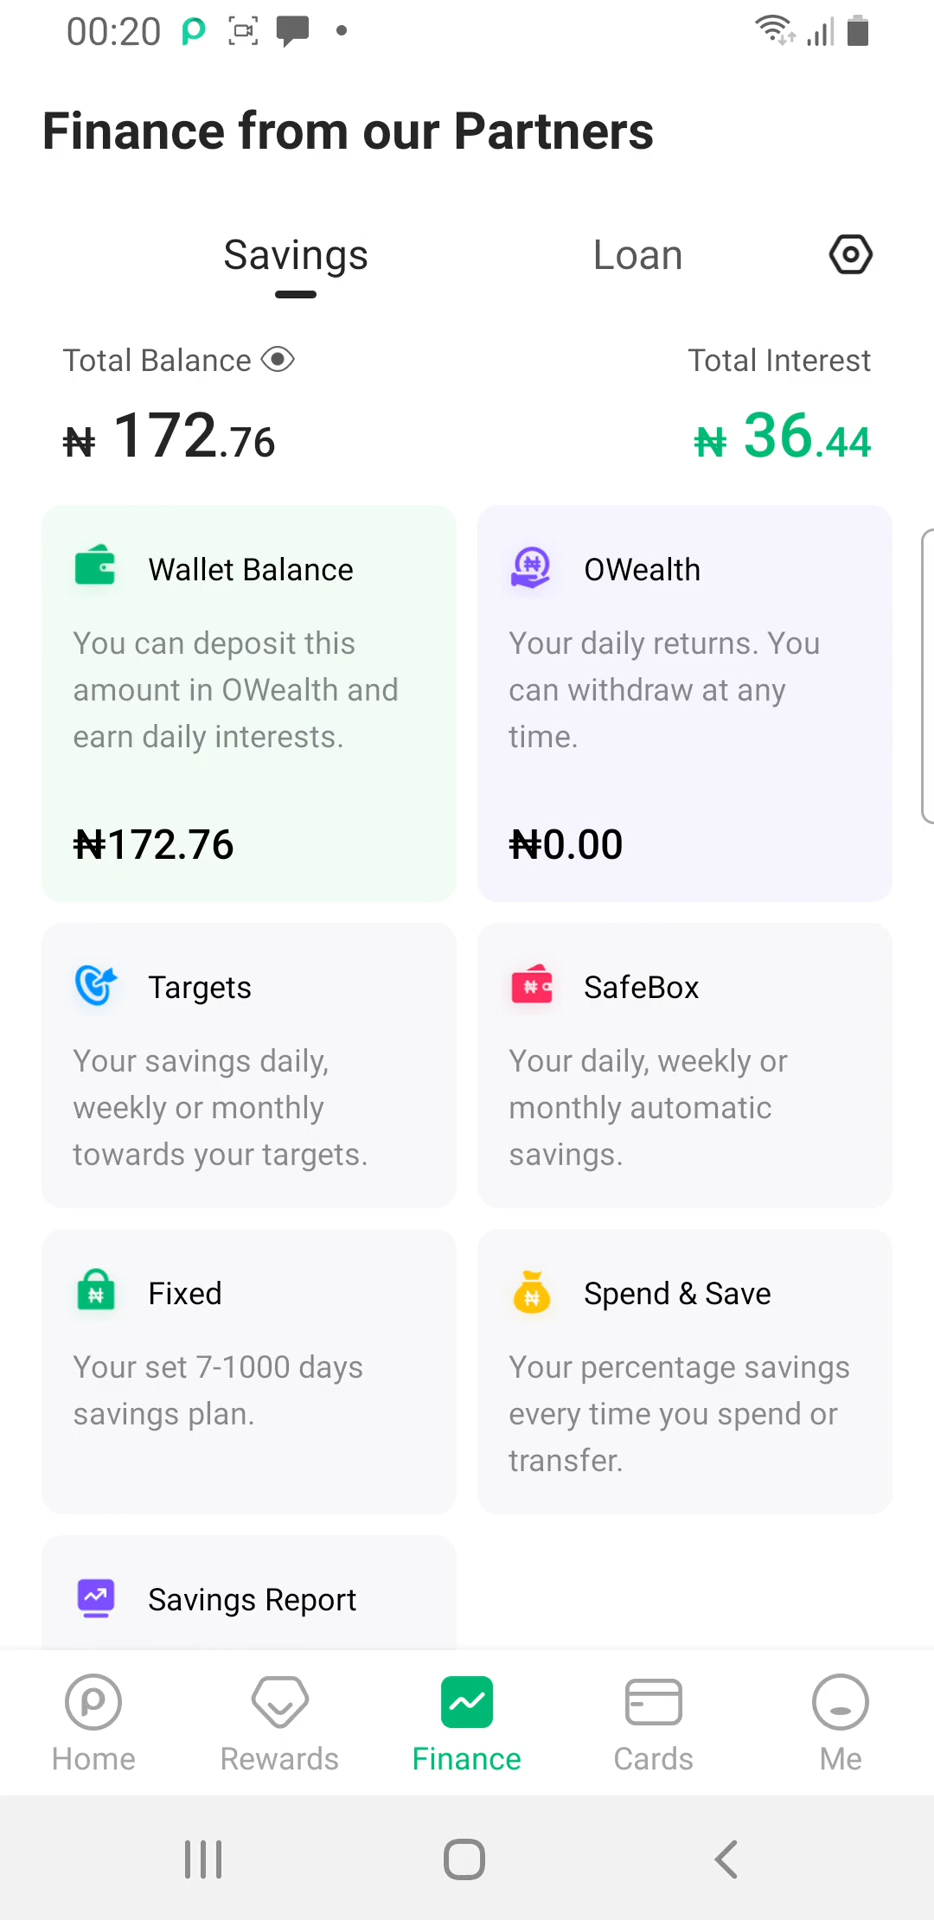 00:20
Finance from our Partners
Savings
Loan
Total Balance
Total Interest
₦ 172.76
₦ 36.44
Wallet Balance
You can deposit this
amount in OWealth and
earn daily interests.
₦172.76
OWealth
Your daily returns. You
can withdraw at any
time.
₦0.00
Targets
Your savings daily,
weekly or monthly
towards your targets.
SafeBox
Your daily, weekly or
monthly automatic
savings.
Fixed
Your set 7-1000 days
savings plan.
Spend & Save
Your percentage savings
every time you spend or
transfer.
Savings Report
Home
Rewards
Finance
Cards
Me